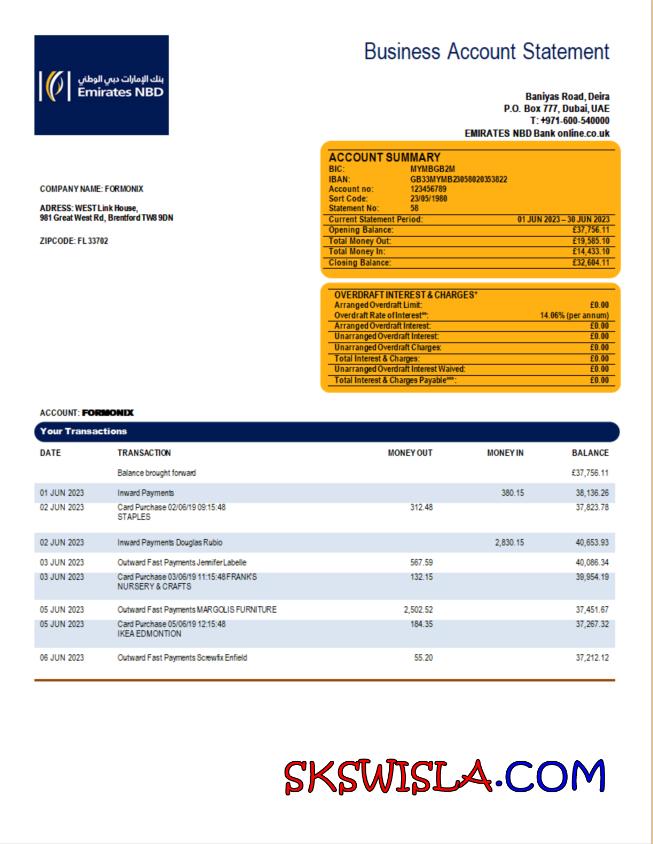 بنك الإمارات دبي الوطني
Emirates NBD
Business Account Statement
Baniyas Road, Deira
P.O. Box 777, Dubai, UAE
T: +971-600-540000
EMIRATES NBD Bank online.co.uk
COMPANY NAME: FORMONIX
ADRESS: WEST Link House,
981 Great West Rd, Brentford TW8 9DN
ZIPCODE: FL 33702
ACCOUNT SUMMARY
BIC: MYMBGB2M
IBAN: GB33MYMB23058020353822
Account no: 123456789
Sort Code: 23/05/1980
Statement No: 58
Current Statement Period: 01 JUN 2023 – 30 JUN 2023
Opening Balance: £37,756.11
Total Money Out: £19,585.10
Total Money In: £14,433.10
Closing Balance: £32,604.11
OVERDRAFT INTEREST & CHARGES*
Arranged Overdraft Limit: £0.00
Overdraft Rate of Interest**: 14.06% (per annum)
Arranged Overdraft Interest: £0.00
Unarranged Overdraft Interest: £0.00
Unarranged Overdraft Charges: £0.00
Total Interest & Charges: £0.00
Unarranged Overdraft Interest Waived: £0.00
Total Interest & Charges Payable***: £0.00
ACCOUNT: FORMONIX
Your Transactions
DATE TRANSACTION MONEY OUT MONEY IN BALANCE
Balance brought forward £37,756.11
01 JUN 2023 Inward Payments 380.15 38,136.26
02 JUN 2023 Card Purchase 02/06/19 09:15:48 312.48 37,823.78
STAPLES
02 JUN 2023 Inward Payments Douglas Rubio 2,830.15 40,653.93
03 JUN 2023 Outward Fast Payments Jennifer Labelle 567.59 40,086.34
03 JUN 2023 Card Purchase 03/06/19 11:15:48 FRANK'S 132.15 39,954.19
NURSERY & CRAFTS
05 JUN 2023 Outward Fast Payments MARGOLIS FURNITURE 2,502.52 37,451.67
05 JUN 2023 Card Purchase 05/06/19 12:15:48 184.35 37,267.32
IKEA EDMONTION
06 JUN 2023 Outward Fast Payments Screwfix Enfield 55.20 37,212.12
SKSWISLA.COM